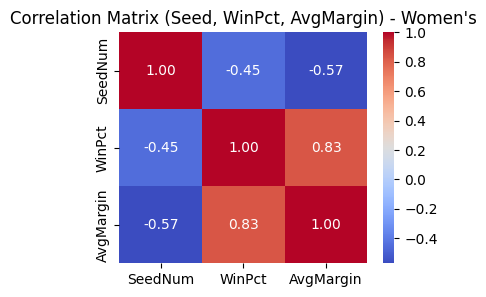 Correlation Matrix (Seed, WinPct, AvgMargin) - Women's
SeedNum
1.00 -0.45 -0.57
WinPct
-0.45 1.00 0.83
AvgMargin
-0.57 0.83 1.00
SeedNum WinPct AvgMargin
1.0
0.8
0.6
0.4
0.2
0.0
−0.2
−0.4